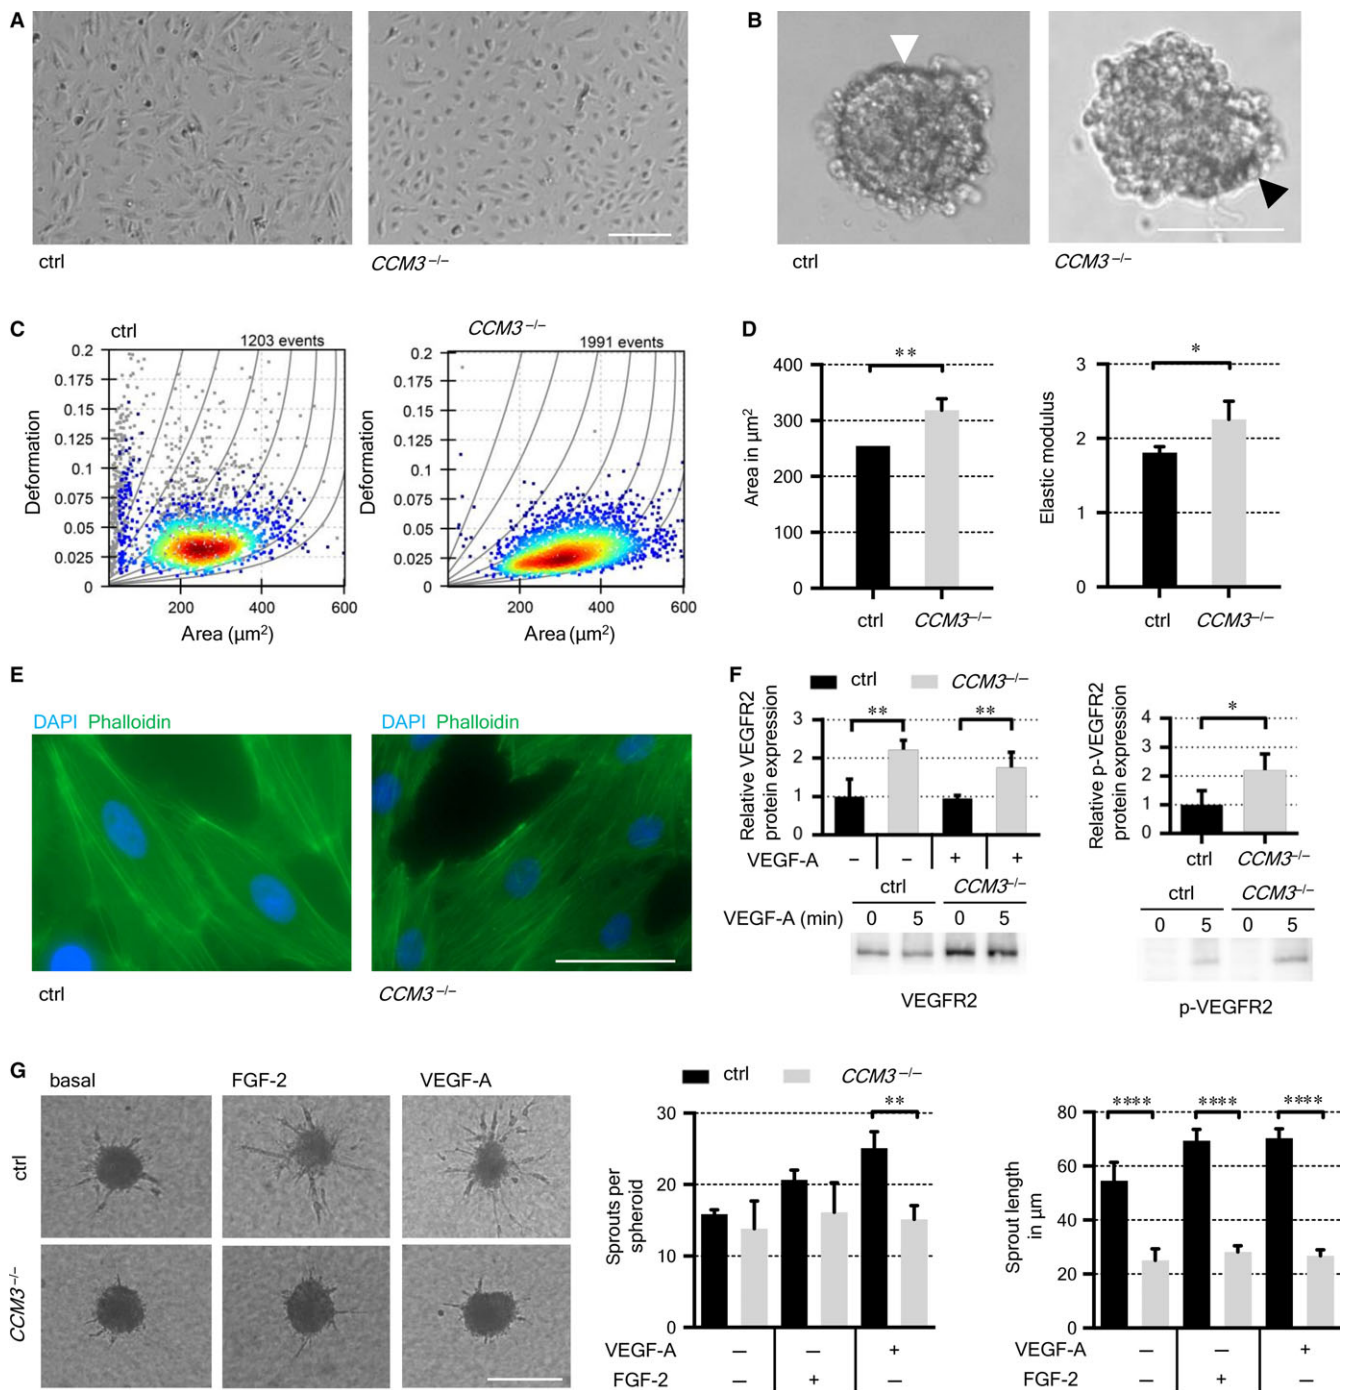 A
ctrl
CCM3 –/–
B
ctrl
CCM3 –/–
C
ctrl
1203 events
Deformation
0.2
0.175
0.15
0.125
0.1
0.075
0.05
0.025
0
200 400 600
Area (µm²)
CCM3 –/–
1991 events
Deformation
0.2
0.175
0.15
0.125
0.1
0.075
0.05
0.025
0
200 400 600
Area (µm²)
D
Area in µm²
400
300
200
100
0
**
ctrl CCM3–/–
Elastic modulus
3
2
1
0
*
ctrl CCM3–/–
E
DAPI Phalloidin
ctrl
DAPI Phalloidin
CCM3 –/–
F
ctrl CCM3–/–
Relative VEGFR2
protein expression
3
2
1
0
** **
VEGF-A – – + +
ctrl CCM3–/–
VEGF-A (min) 0 5 0 5
VEGFR2
Relative p-VEGFR2
protein expression
4
3
2
1
0
*
ctrl CCM3–/–
ctrl CCM3–/–
0 5 0 5
p-VEGFR2
G
basal FGF-2 VEGF-A
ctrl
CCM3–/–
ctrl CCM3–/–
Sprouts per
spheroid
30
20
10
0
**
VEGF-A – – +
FGF-2 – + –
Sprout length
in µm
80
60
40
20
0
**** **** ****
VEGF-A – – +
FGF-2 – + –